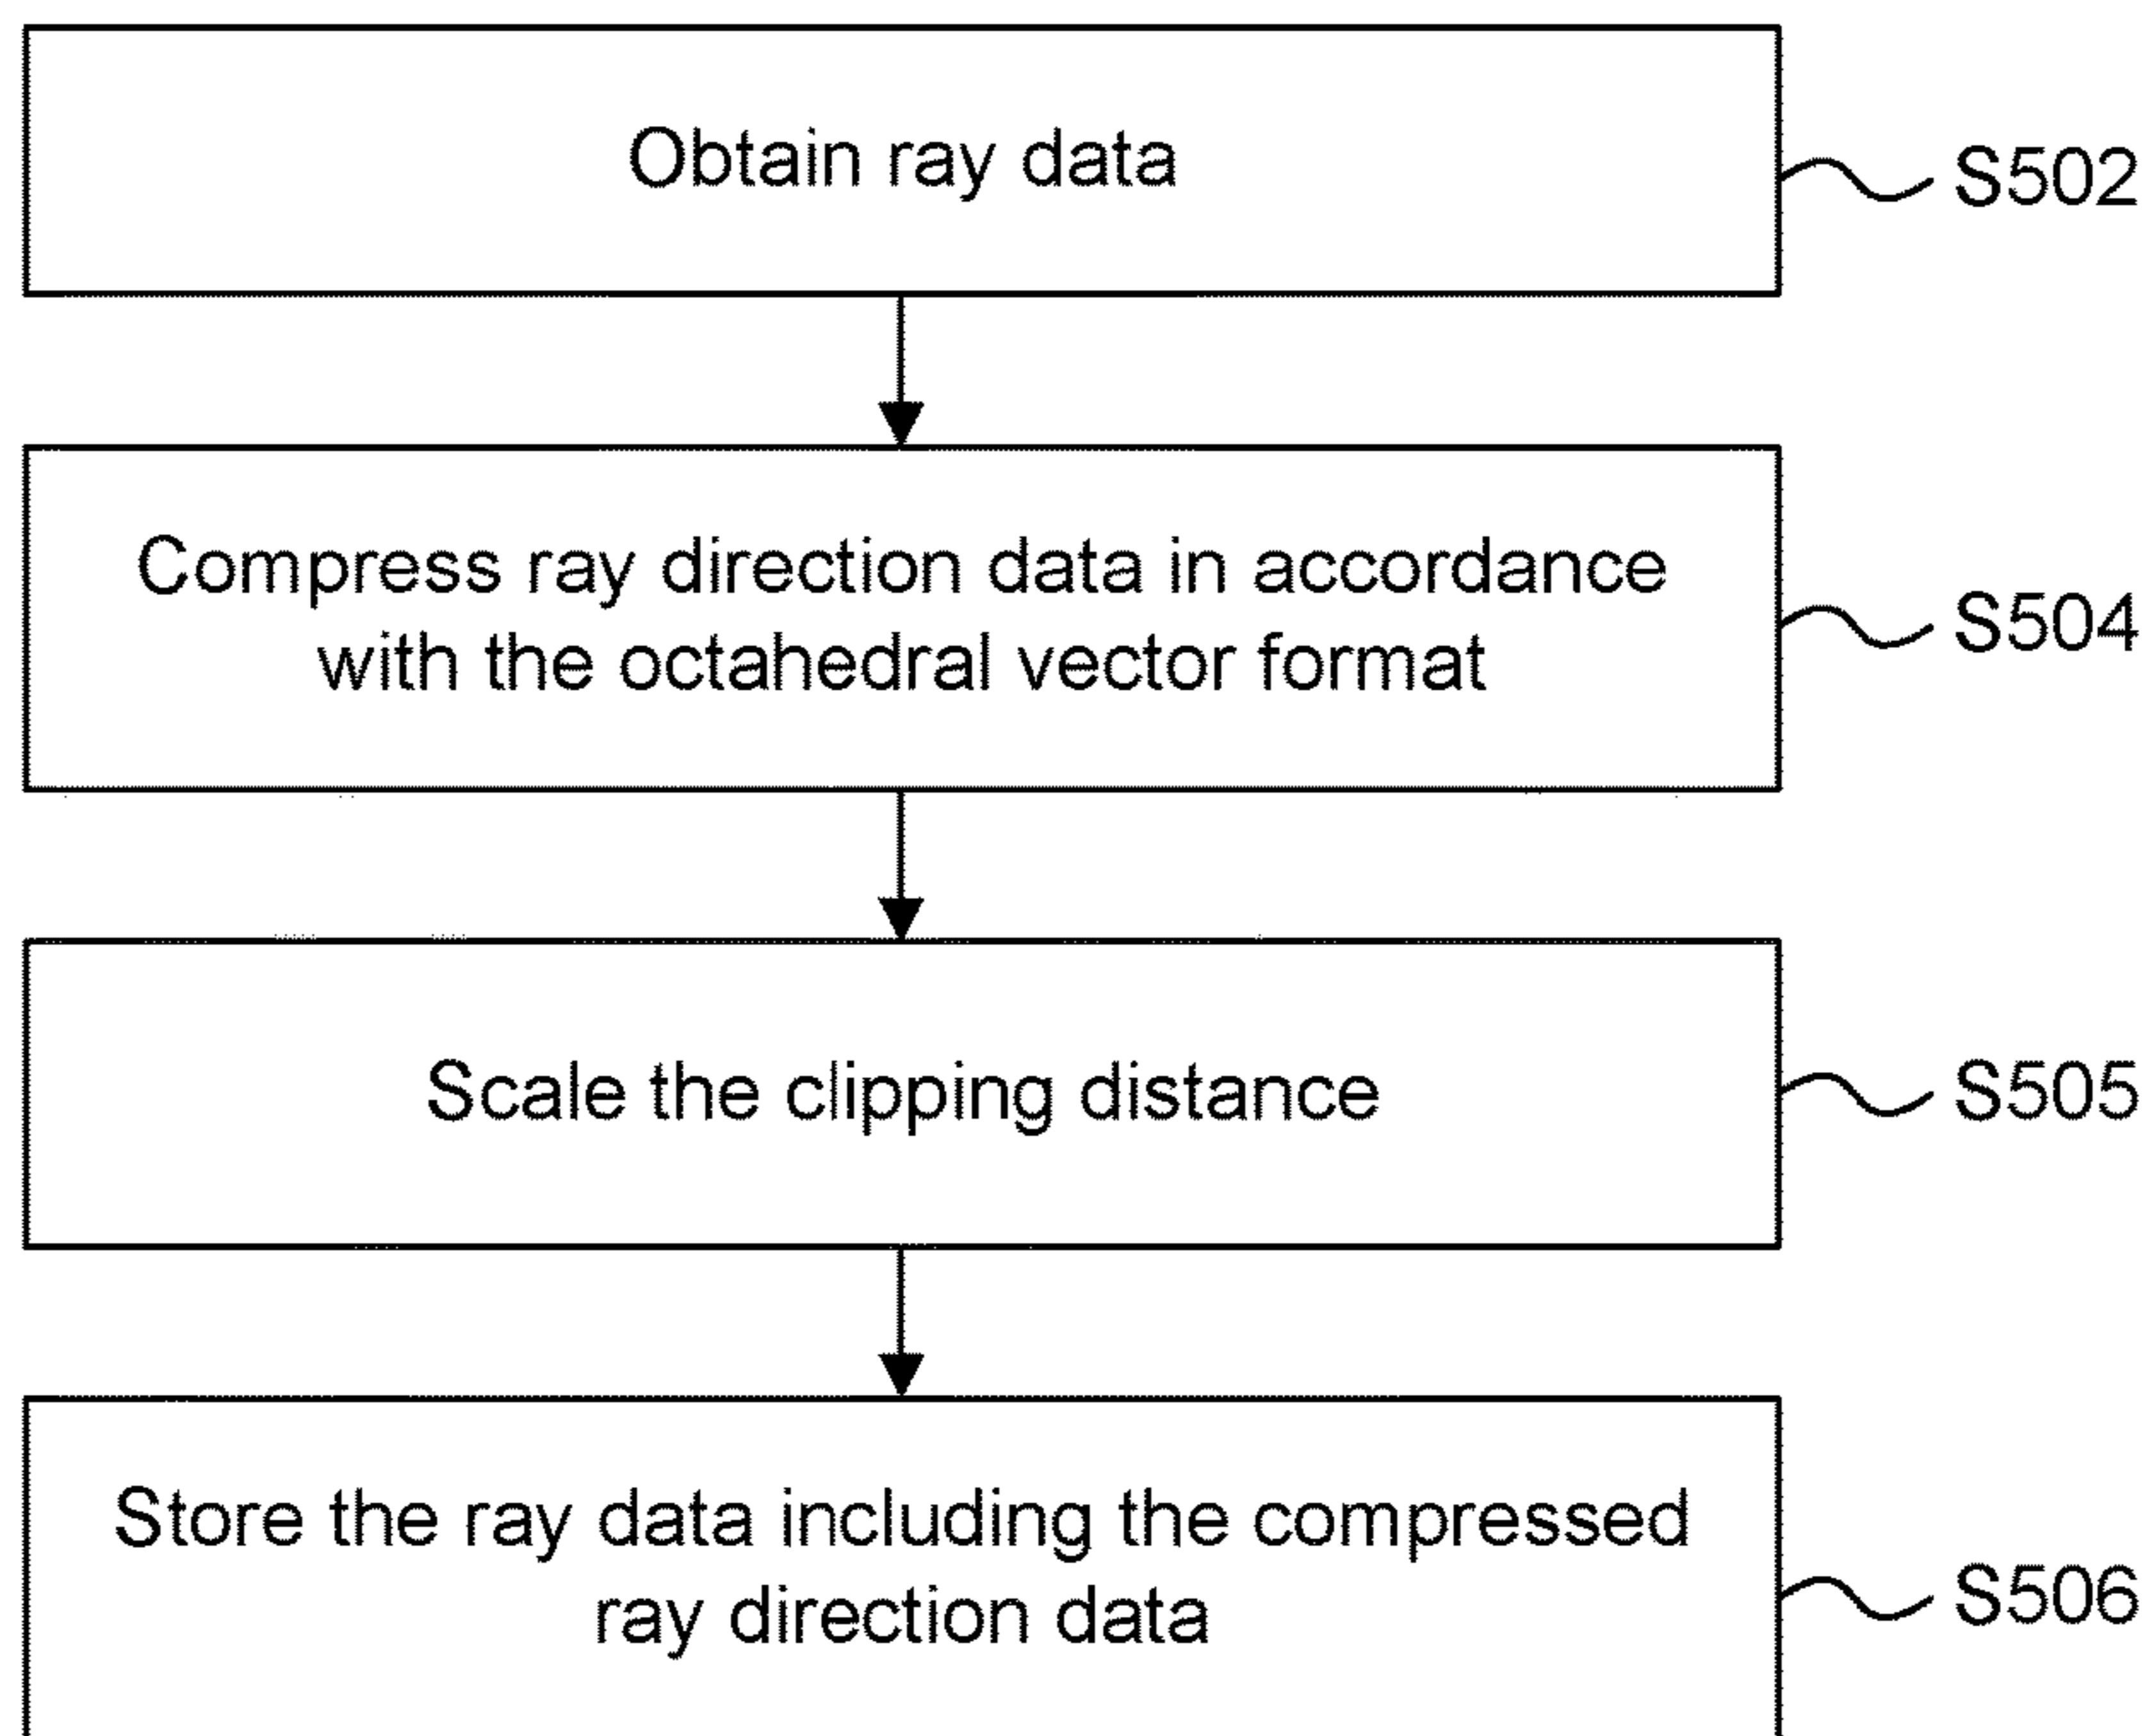 Obtain ray data
S502
Compress ray direction data in accordance
with the octahedral vector format
S504
Scale the clipping distance
S505
Store the ray data including the compressed
ray direction data
S506